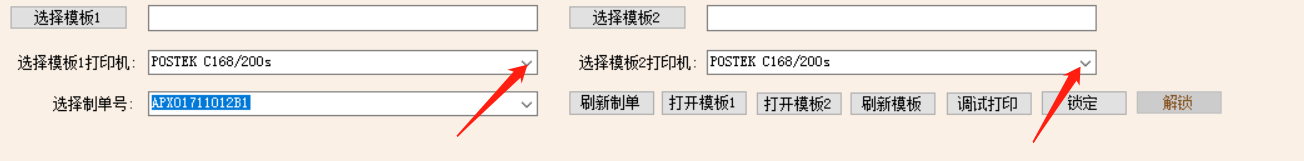 选择模板1 选择模板2
选择模板1打印机: POSTEK C168/200s 选择模板2打印机: POSTEK C168/200s
选择制单号: APX01711012B1 刷新制单 打开模板1 打开模板2 刷新模板 调试打印 锁定 解锁